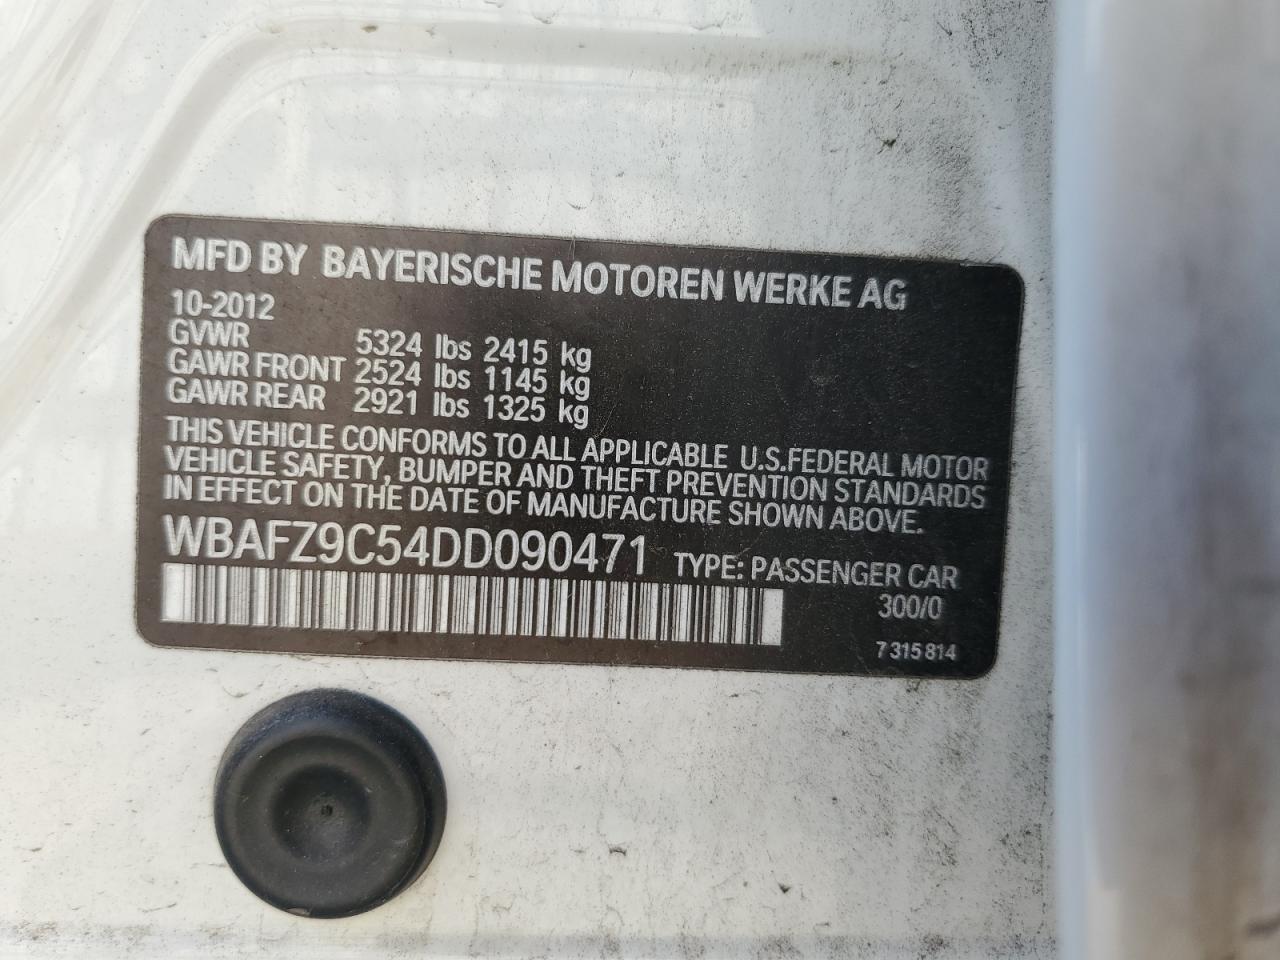 MFD BY BAYERISCHE MOTOREN WERKE AG
10-2012
GVWR 5324 lbs 2415 kg
GAWR FRONT 2524 lbs 1145 kg
GAWR REAR 2921 lbs 1325 kg
THIS VEHICLE CONFORMS TO ALL APPLICABLE U.S.FEDERAL MOTOR
VEHICLE SAFETY, BUMPER AND THEFT PREVENTION STANDARDS
IN EFFECT ON THE DATE OF MANUFACTURE SHOWN ABOVE.
WBAFZ9C54DD090471 TYPE: PASSENGER CAR
300/0
7 315 814